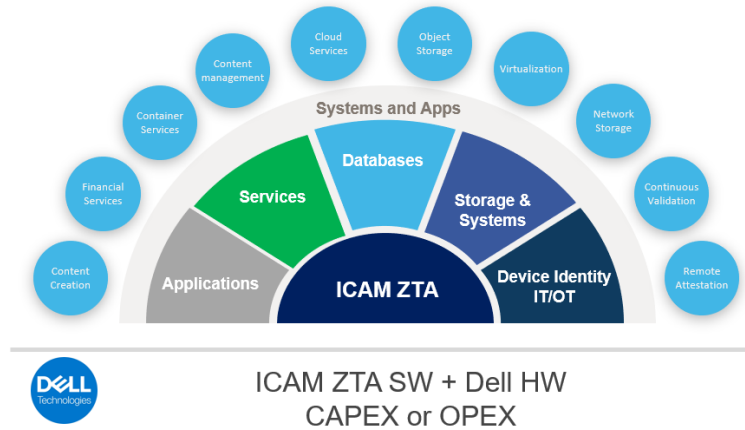 Cloud
Services
Object
Storage
Content
management
Virtualization
Container
Services
Network
Storage
Financial
Services
Continuous
Validation
Content
Creation
Remote
Attestation
Systems and Apps
Applications
Services
Databases
Storage &
Systems
Device Identity
IT/OT
ICAM ZTA
DELL
Technologies
ICAM ZTA SW + Dell HW
CAPEX or OPEX